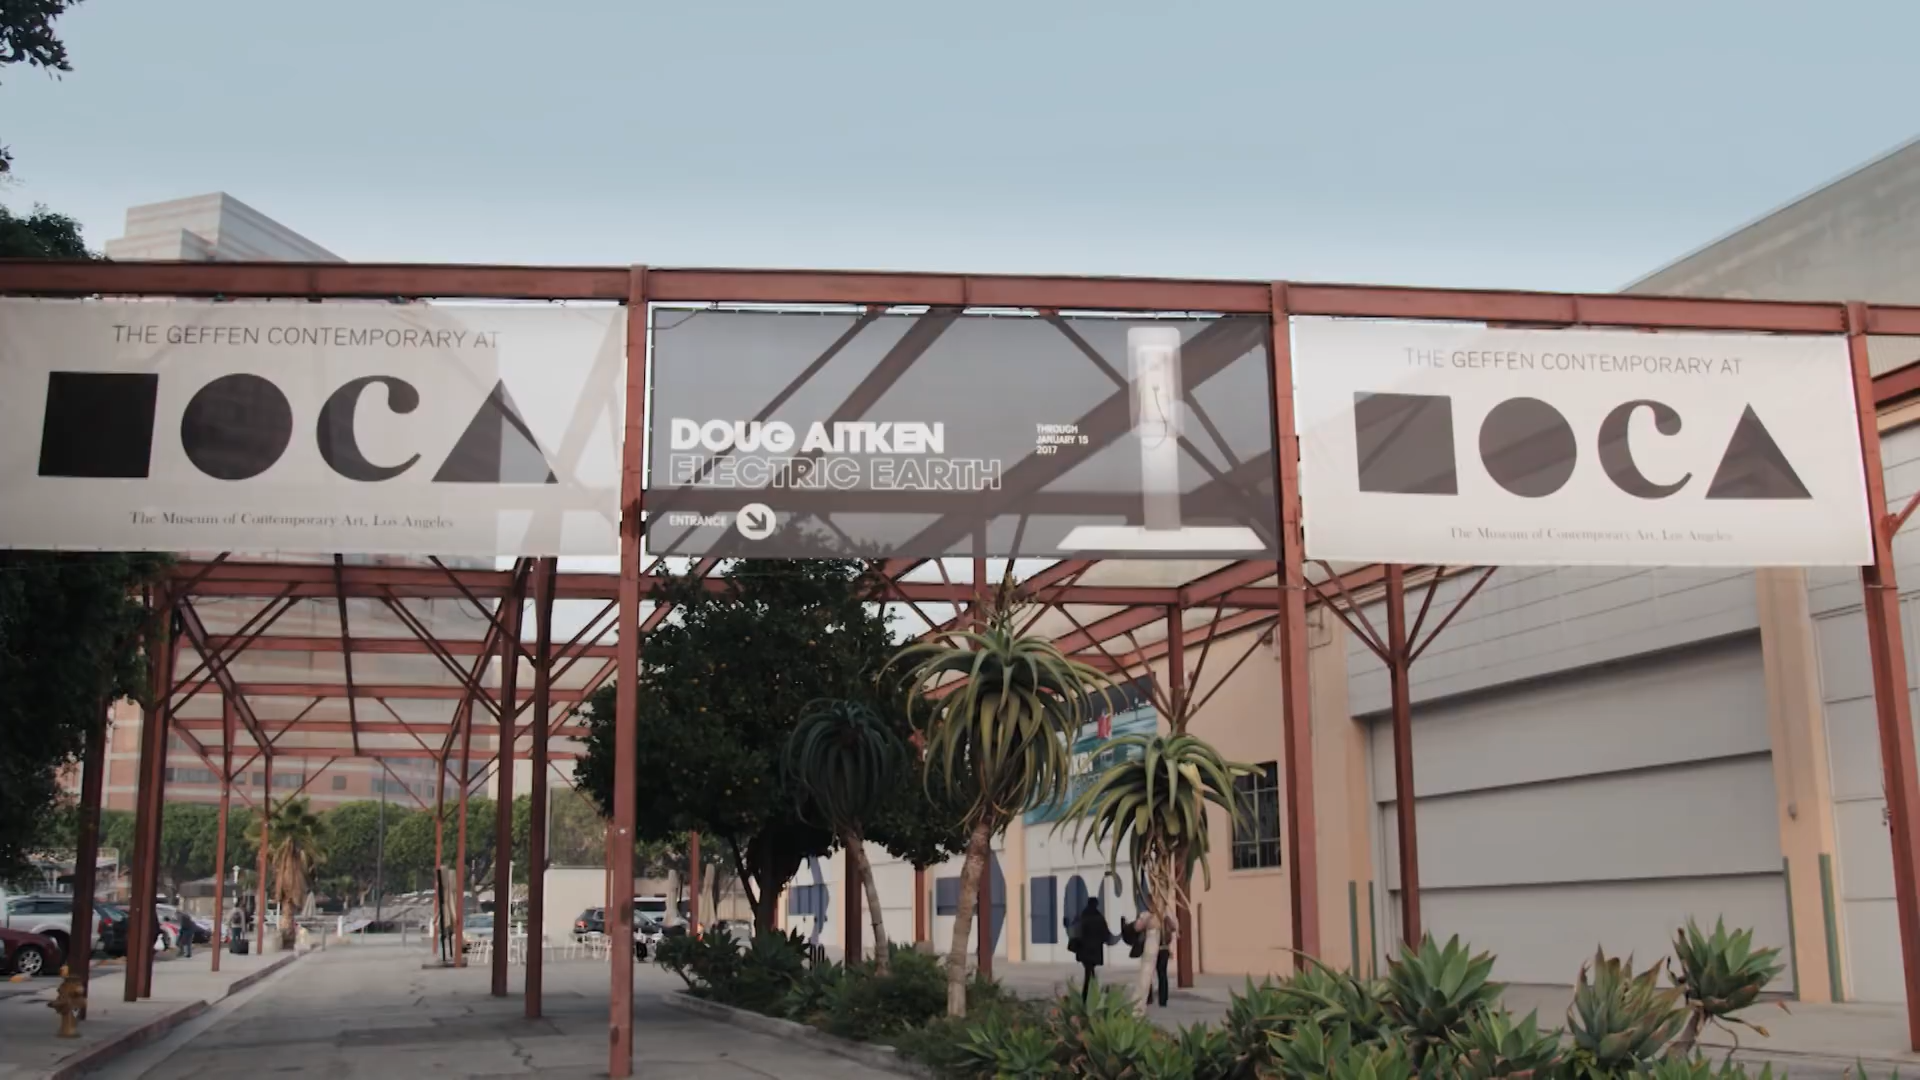 THE GEFFEN CONTEMPORARY AT
MOCA
The Museum of Contemporary Art, Los Angeles
DOUG AITKEN
ELECTRIC EARTH
THROUGH
JANUARY 15
2017
ENTRANCE
THE GEFFEN CONTEMPORARY AT
MOCA
The Museum of Contemporary Art, Los Angeles